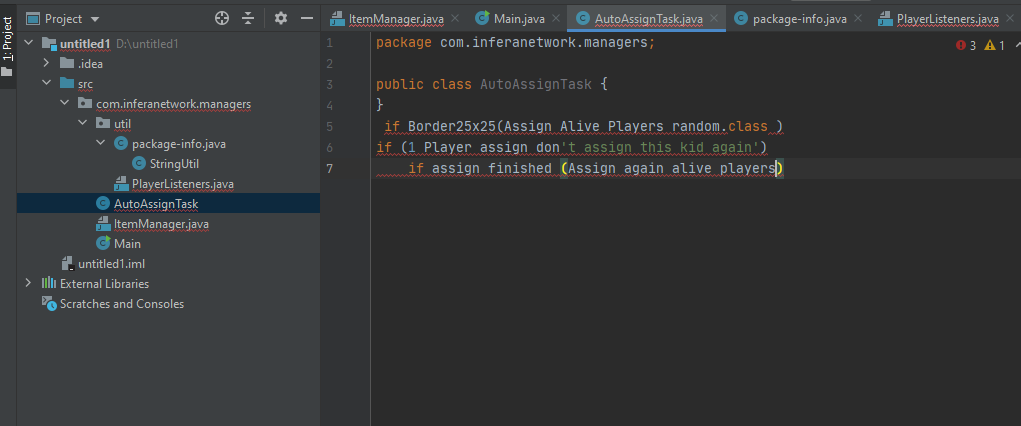 1: Project
Project
ItemManager.java
Main.java
AutoAssignTask.java
package-info.java
PlayerListeners.java
untitled1 D:\untitled1
.idea
src
com.inferanetwork.managers
util
package-info.java
StringUtil
PlayerListeners.java
AutoAssignTask
ItemManager.java
Main
untitled1.iml
External Libraries
Scratches and Consoles
1 package com.inferanetwork.managers;
2
3 public class AutoAssignTask {
4 }
5 if Border25x25(Assign Alive Players random.class )
6 if (1 Player assign don't assign this kid again')
7 if assign finished (Assign again alive players)
3 1